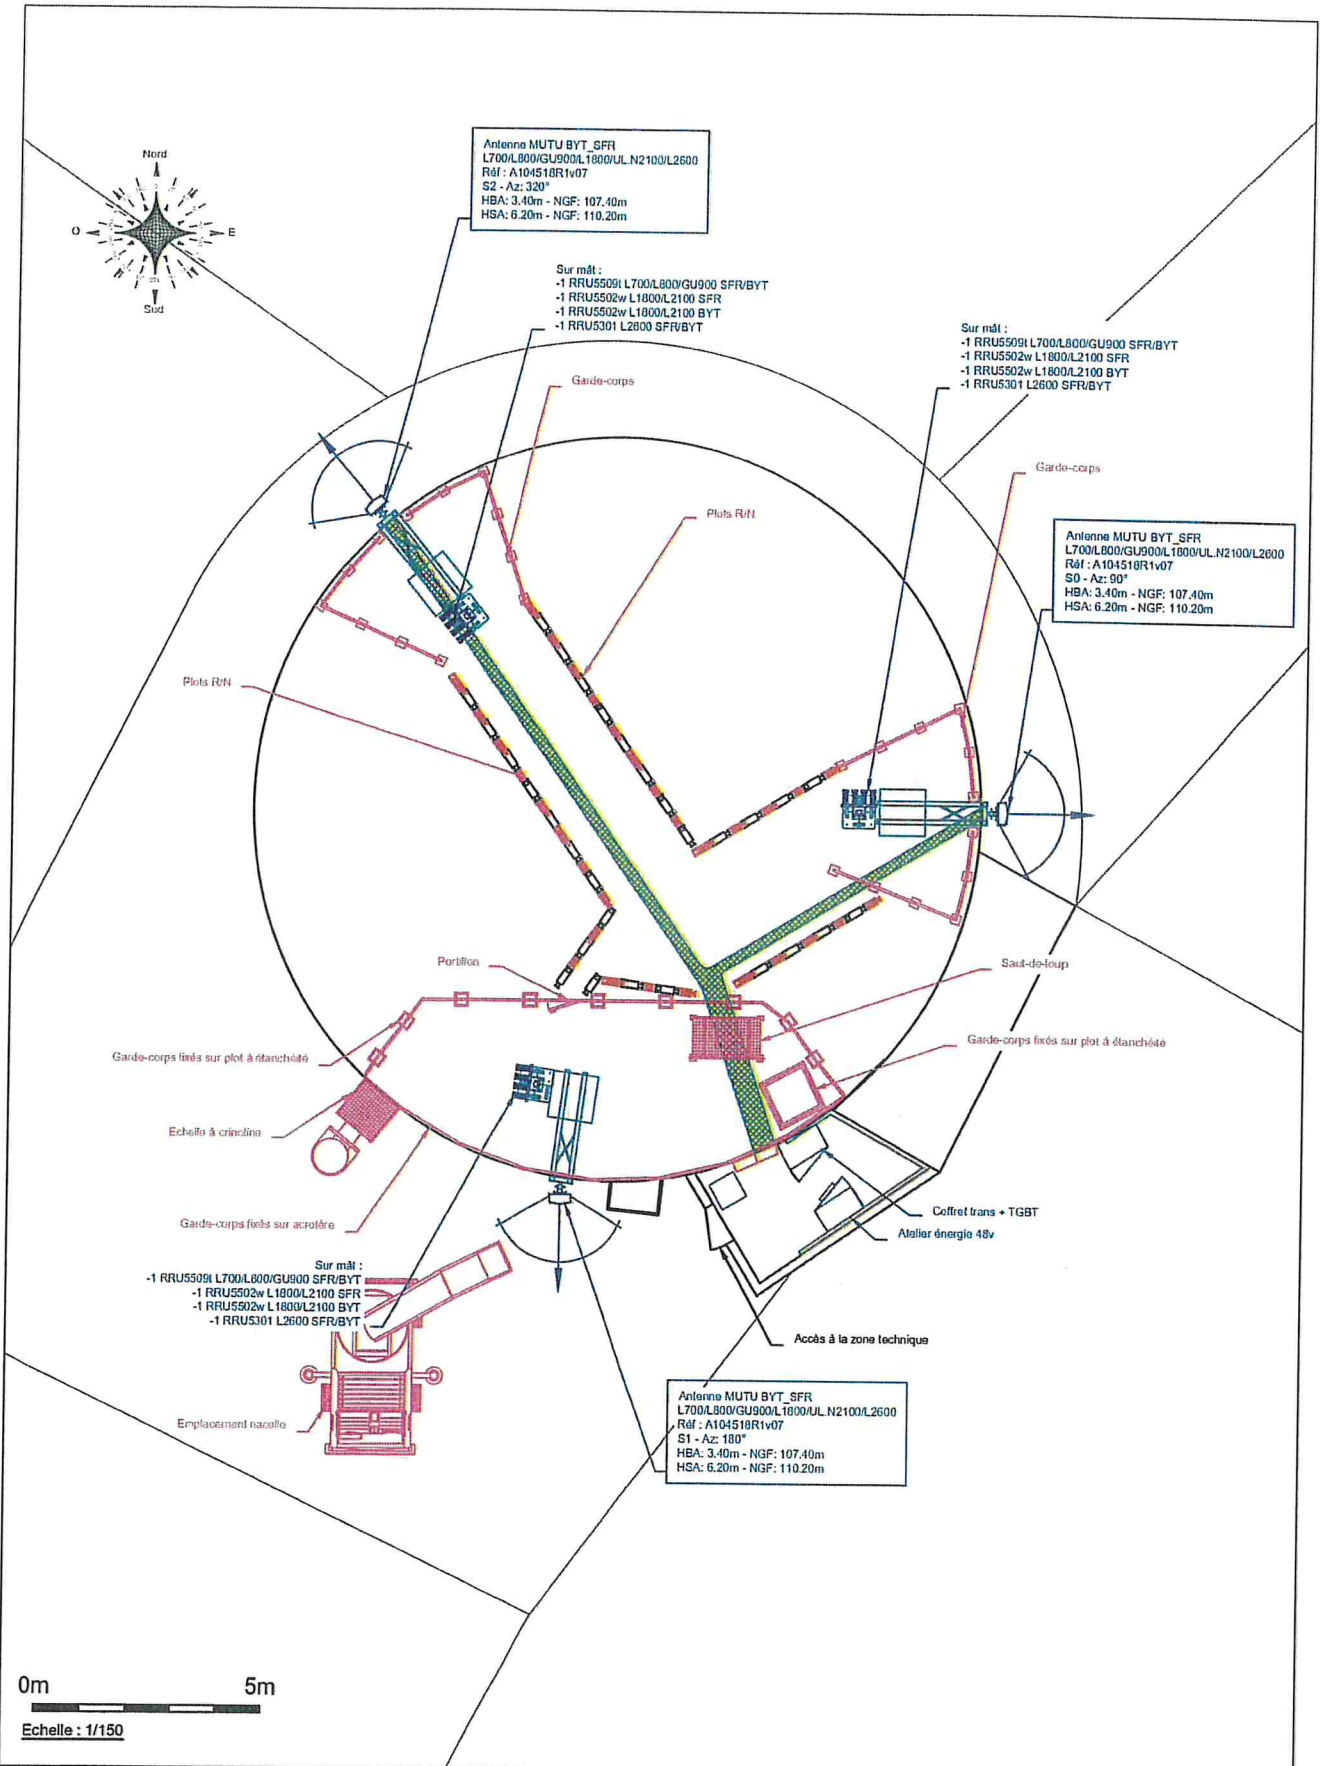 Nord
O
E
Sud
Antenne MUTU BYT_SFR
L700/L800/GU900/L1800/UL.N2100/L2600
Réf : A104518R1v07
S2 - Az: 320°
HBA: 3.40m - NGF: 107.40m
HSA: 6.20m - NGF: 110.20m
Sur mât :
-1 RRU5509t L700/L800/GU900 SFR/BYT
-1 RRU5502w L1800/L2100 SFR
-1 RRU5502w L1800/L2100 BYT
-1 RRU5301 L2600 SFR/BYT
Sur mât :
-1 RRU5509t L700/L800/GU900 SFR/BYT
-1 RRU5502w L1800/L2100 SFR
-1 RRU5502w L1800/L2100 BYT
-1 RRU5301 L2600 SFR/BYT
Garde-corps
Garde-corps
Plots R/N
Antenne MUTU BYT_SFR
L700/L800/GU900/L1800/UL.N2100/L2600
Réf : A104518R1v07
S0 - Az: 90°
HBA: 3.40m - NGF: 107.40m
HSA: 6.20m - NGF: 110.20m
Plots R/N
Portillon
Saut-de-loup
Garde-corps fixés sur plot à étanchéité
Garde-corps fixés sur plot à étanchéité
Echelle à crinoline
Garde-corps fixés sur acrotère
Coffret trans + TGBT
Atelier énergie 48v
Sur mât :
-1 RRU5509t L700/L800/GU900 SFR/BYT
-1 RRU5502w L1800/L2100 SFR
-1 RRU5502w L1800/L2100 BYT
-1 RRU5301 L2600 SFR/BYT
Accès à la zone technique
Emplacement nacelle
Antenne MUTU BYT_SFR
L700/L800/GU900/L1800/UL.N2100/L2600
Réf : A104518R1v07
S1 - Az: 180°
HBA: 3.40m - NGF: 107.40m
HSA: 6.20m - NGF: 110.20m
0m 5m
Echelle : 1/150